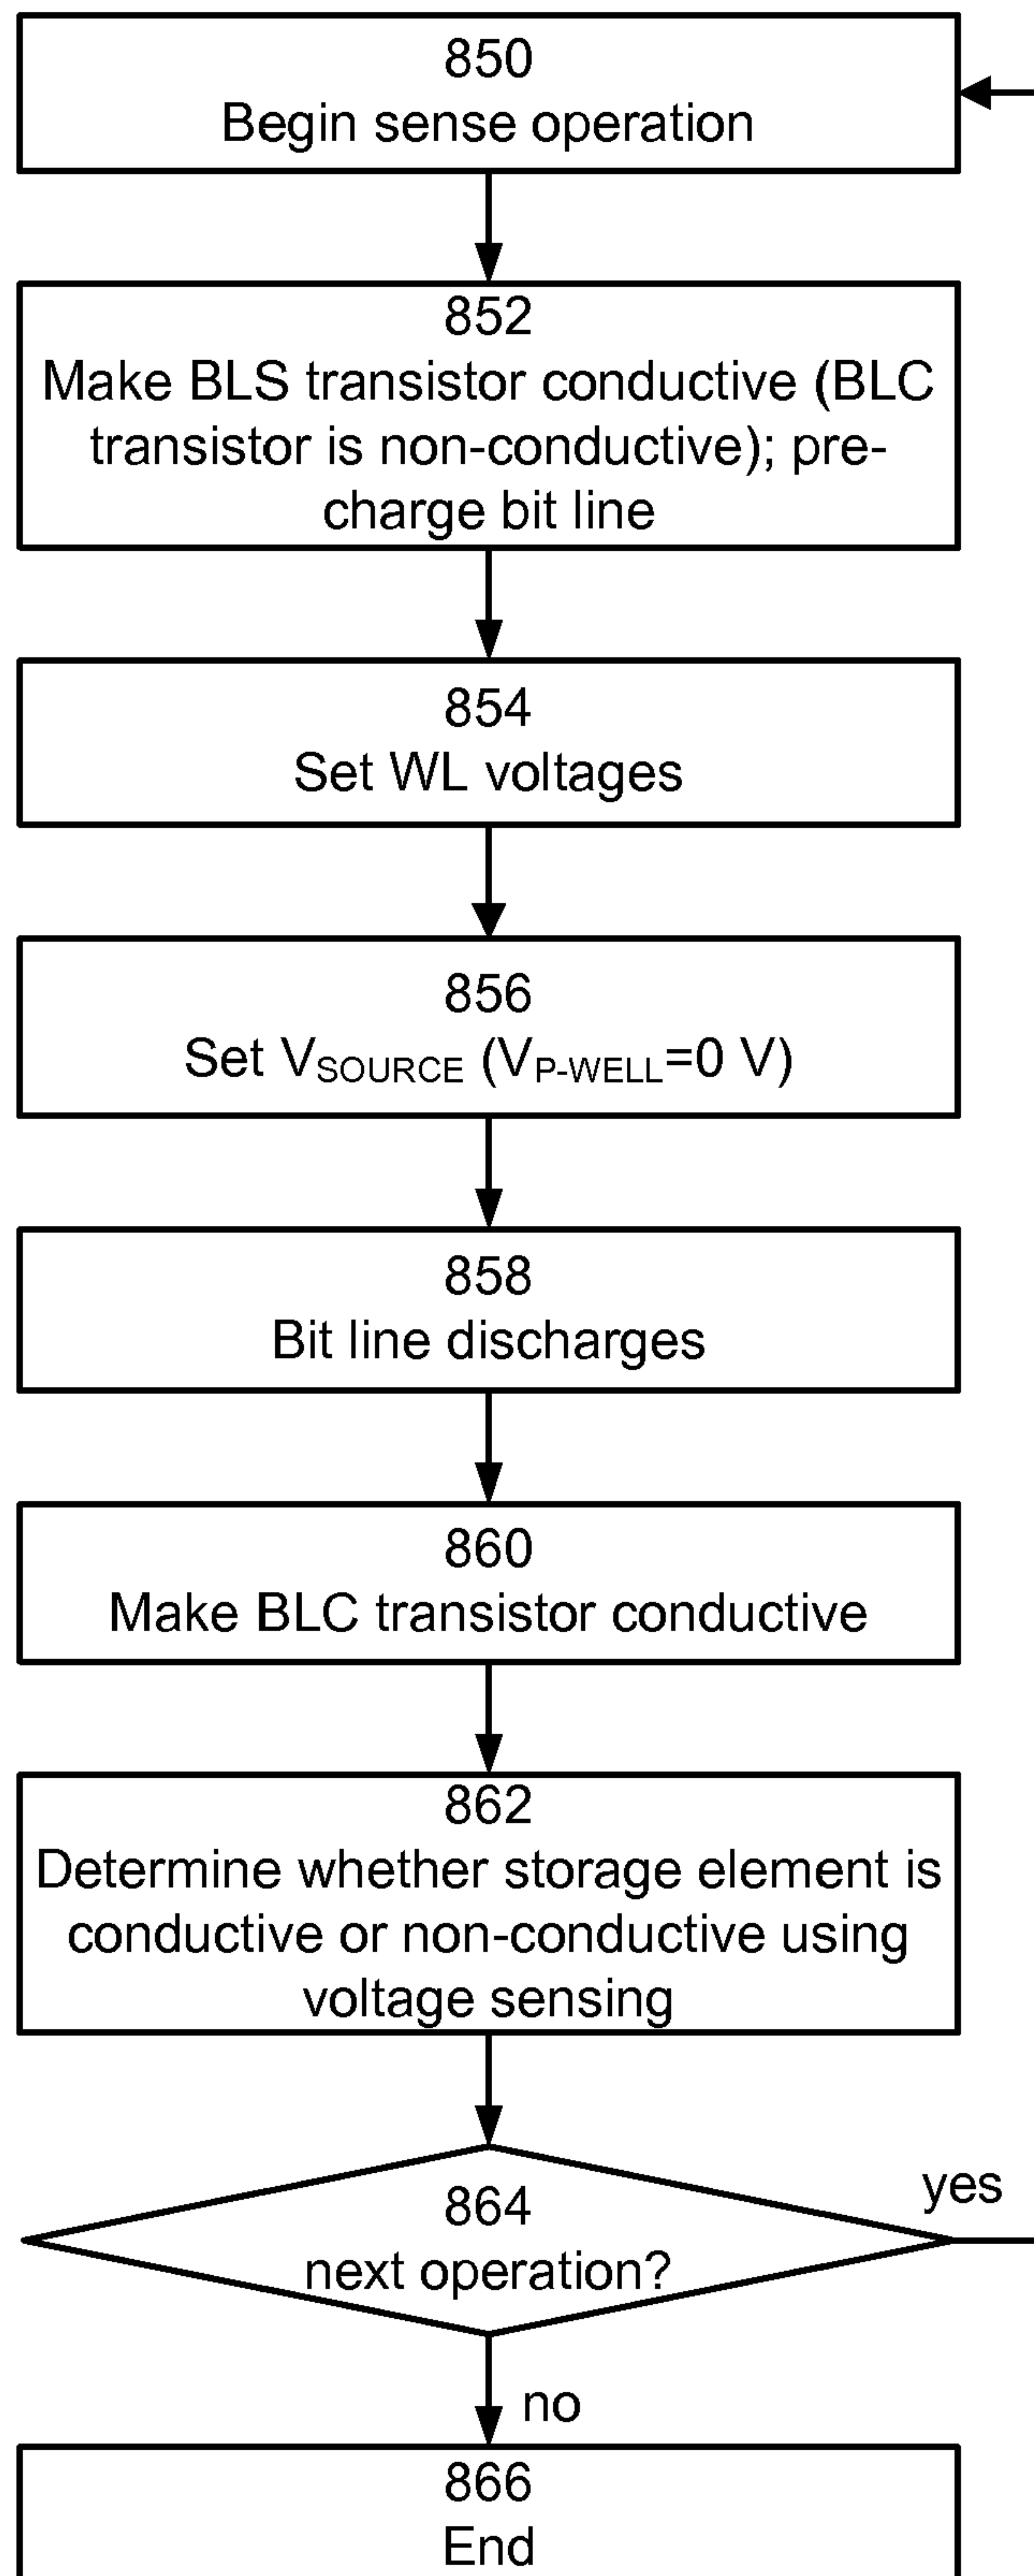 850
Begin sense operation
852
Make BLS transistor conductive (BLC
transistor is non-conductive); pre-
charge bit line
854
Set WL voltages
856
Set VSOURCE (VP-WELL=0 V)
858
Bit line discharges
860
Make BLC transistor conductive
862
Determine whether storage element is
conductive or non-conductive using
voltage sensing
yes
864
next operation?
no
866
End